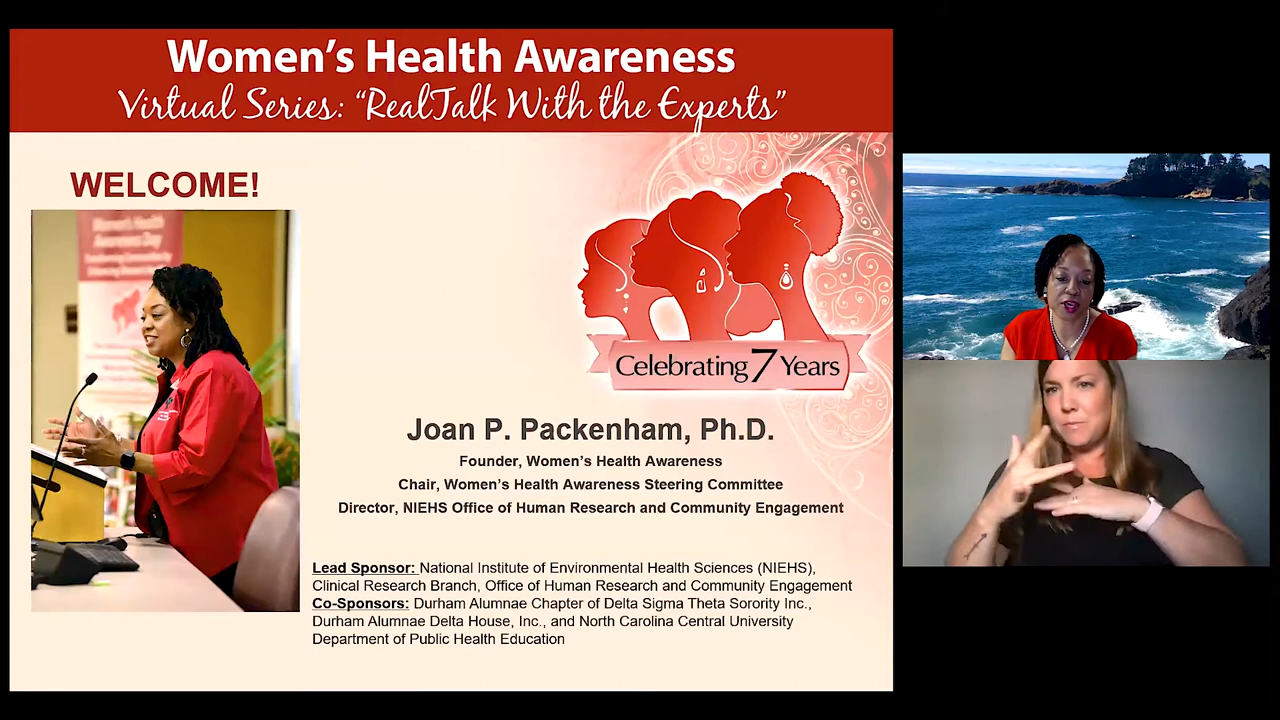 Women's Health Awareness
Virtual Series: "RealTalk With the Experts"
WELCOME!
Women's Health
Awareness Day
Celebrating 7 Years
Joan P. Packenham, Ph.D.
Founder, Women's Health Awareness
Chair, Women's Health Awareness Steering Committee
Director, NIEHS Office of Human Research and Community Engagement
Lead Sponsor: National Institute of Environmental Health Sciences (NIEHS),
Clinical Research Branch, Office of Human Research and Community Engagement
Co-Sponsors: Durham Alumnae Chapter of Delta Sigma Theta Sorority Inc.,
Durham Alumnae Delta House, Inc., and North Carolina Central University
Department of Public Health Education